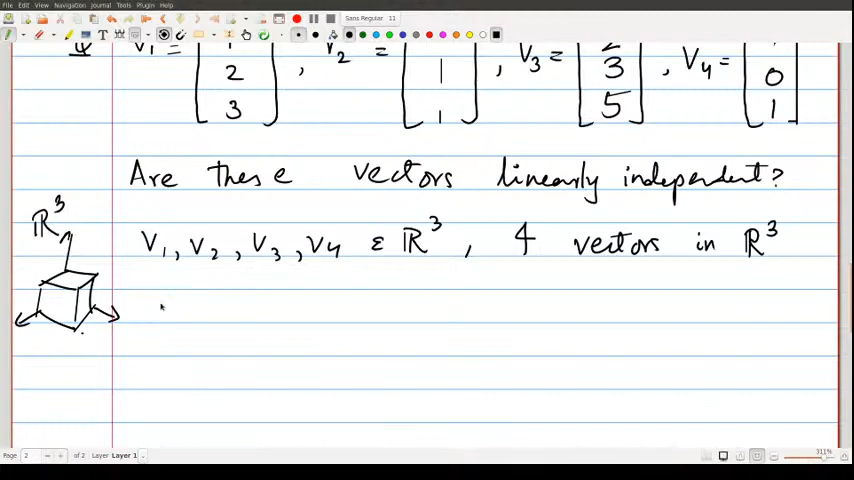 File Edit View Navigation Journal Tools Plugin Help
Sans Regular 11
V1 = , V2 = , V3 = , V4 =
2 1 3 0
3 1 5 1
Are these vectors linearly independent?
ℝ³
V1, V2, V3, V4 ε ℝ³, 4 vectors in ℝ³
Page 2 of 2 Layer Layer 1 311%